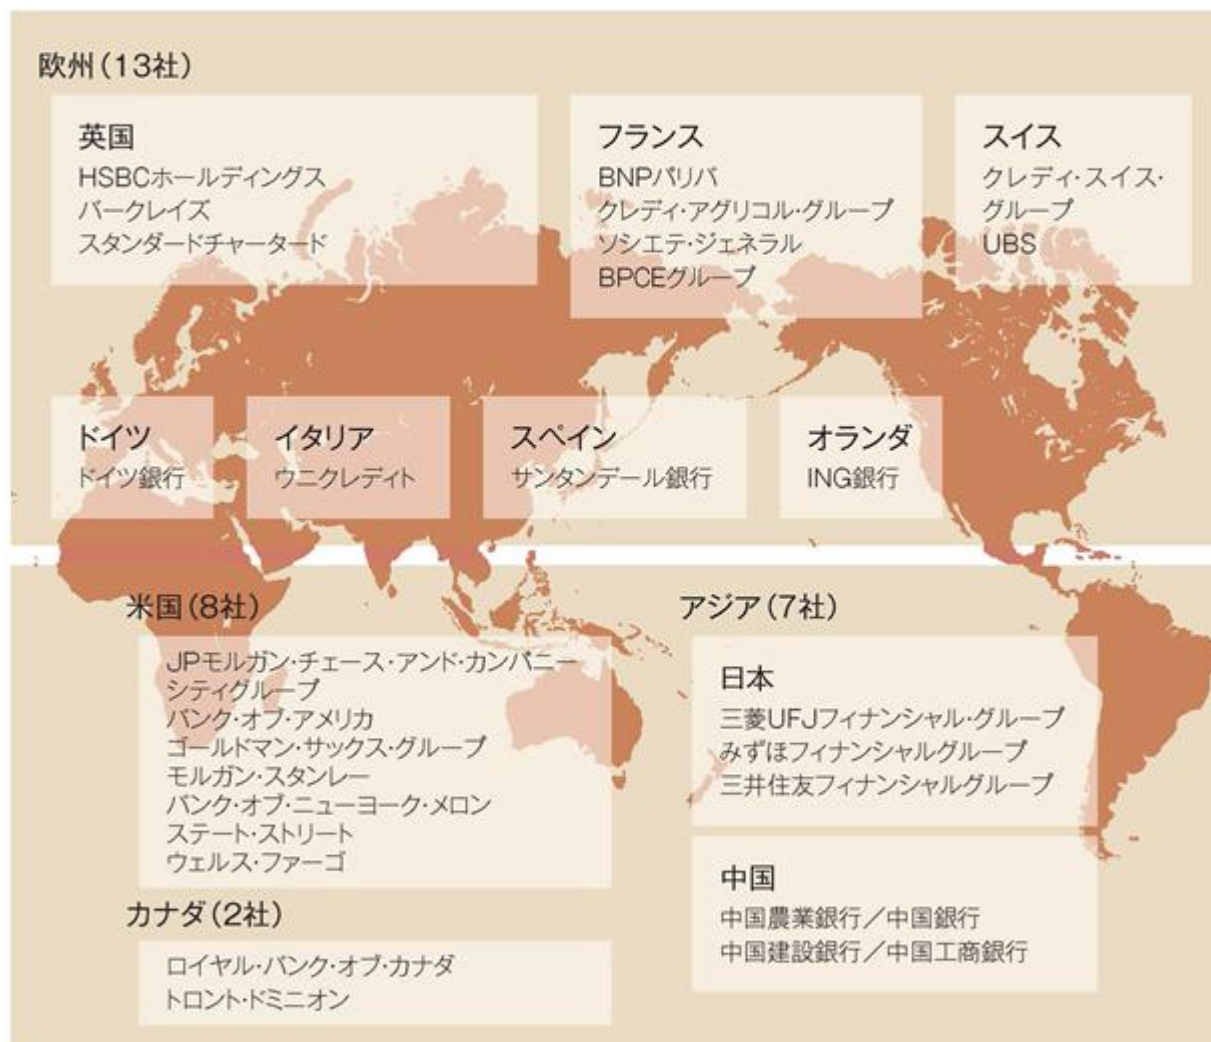 欧州（13社）
英国
HSBCホールディングス
バークレイズ
スタンダードチャータード
フランス
BNPパリバ
クレディ・アグリコル・グループ
ソシエテ・ジェネラル
BPCEグループ
スイス
クレディ・スイス・
グループ
UBS
ドイツ
ドイツ銀行
イタリア
ウニクレディト
スペイン
サンタンデール銀行
オランダ
ING銀行
米国（8社）
JPモルガン・チェース・アンド・カンパニー
シティグループ
バンク・オブ・アメリカ
ゴールドマン・サックス・グループ
モルガン・スタンレー
バンク・オブ・ニューヨーク・メロン
ステート・ストリート
ウェルス・ファーゴ
カナダ（2社）
ロイヤル・バンク・オブ・カナダ
トロント・ドミニオン
アジア（7社）
日本
三菱UFJフィナンシャル・グループ
みずほフィナンシャルグループ
三井住友フィナンシャルグループ
中国
中国農業銀行／中国銀行
中国建設銀行／中国工商銀行